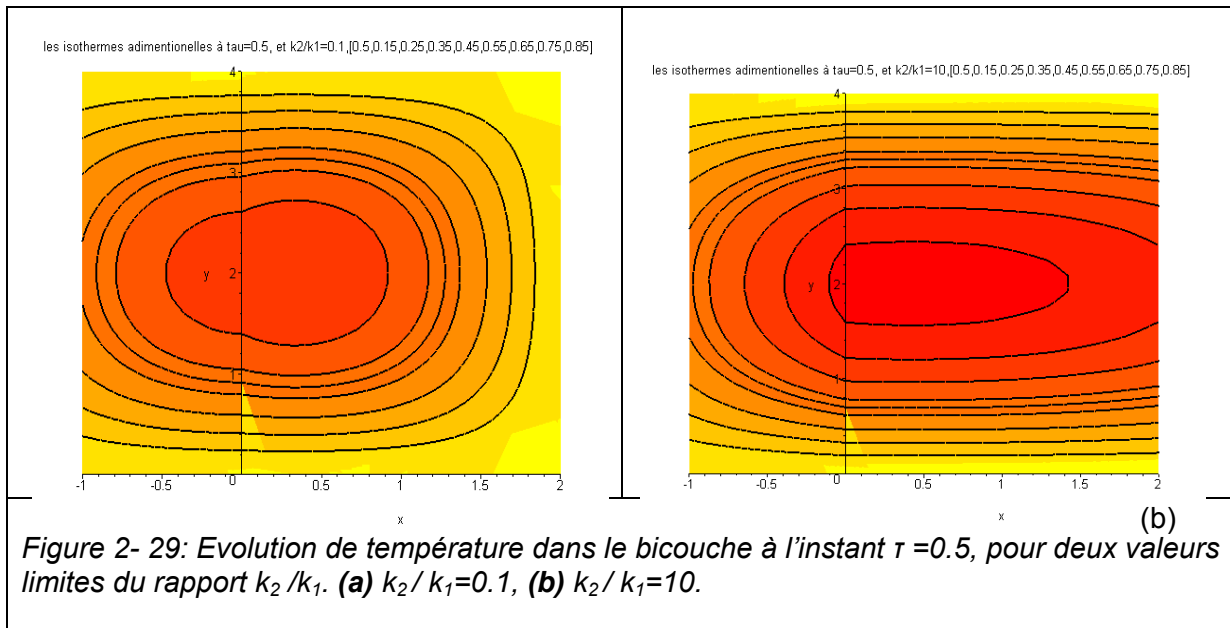 les isothermes adimentionelles à tau=0.5, et k2/k1=0.1,[0.5,0.15,0.25,0.35,0.45,0.55,0.65,0.75,0.85]
4
3
y 2
1
-1 -0.5 0 0.5 1 1.5 2
x
les isothermes adimentionelles à tau=0.5, et k2/k1=10,[0.5,0.15,0.25,0.35,0.45,0.55,0.65,0.75,0.85]
4
3
y 2
1
-1 -0.5 0 0.5 1 1.5 2
x
(b)
Figure 2- 29: Evolution de température dans le bicouche à l’instant τ =0.5, pour deux valeurs
limites du rapport k2 /k1. (a) k2 / k1=0.1, (b) k2 / k1=10.